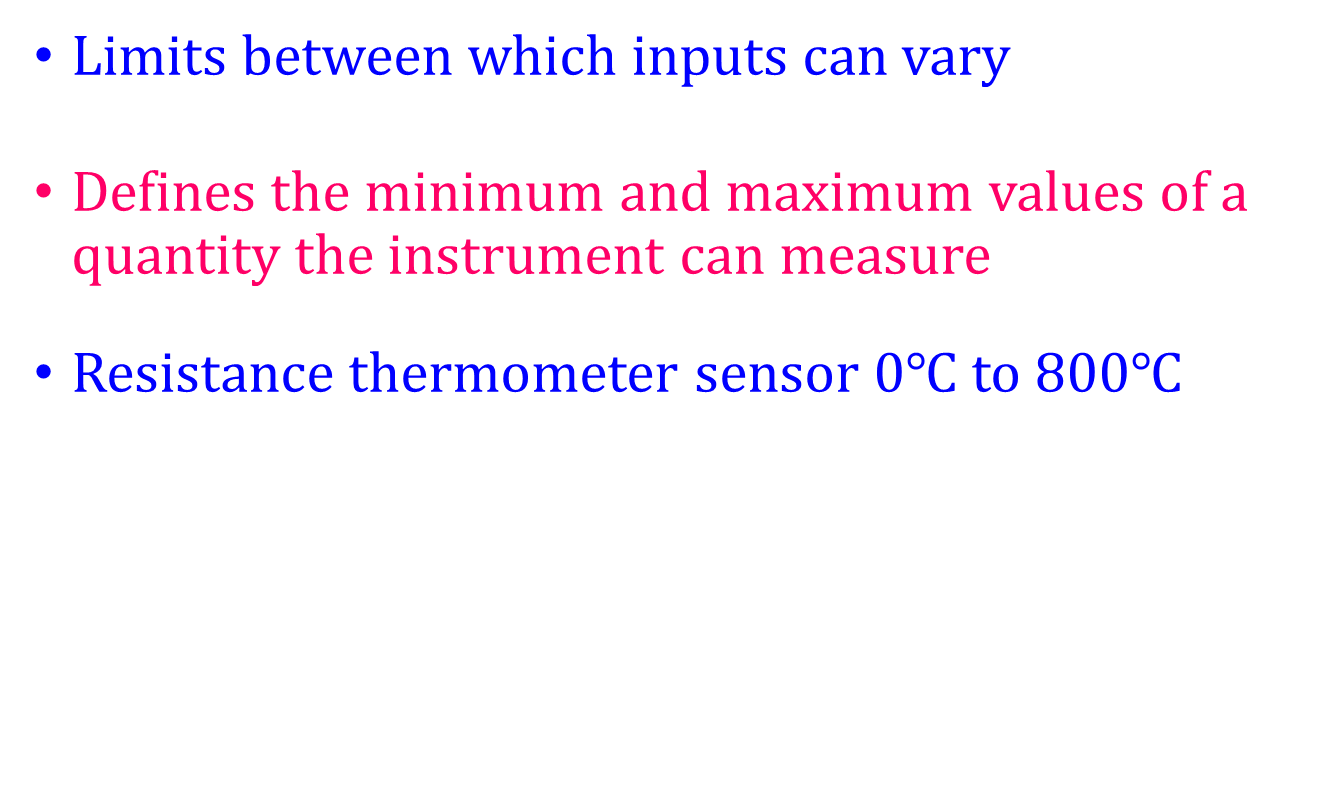 • Limits between which inputs can vary
• Defines the minimum and maximum values of a
quantity the instrument can measure
• Resistance thermometer sensor 0°C to 800°C